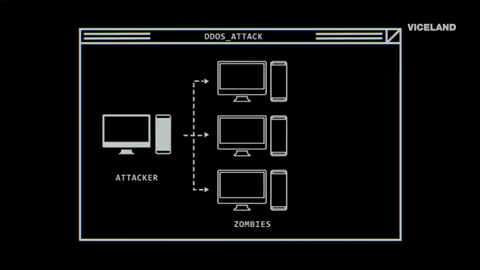 DDOS_ATTACK
VICELAND
ATTACKER
ZOMBIES